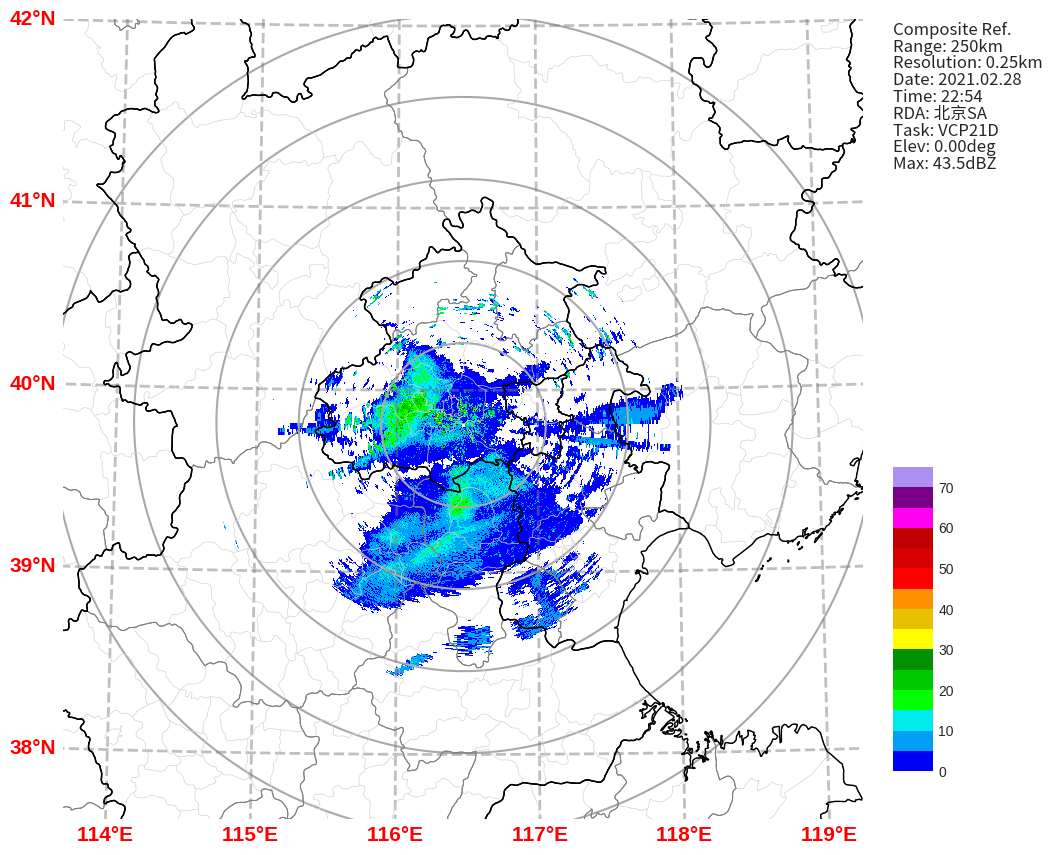 42°N
41°N
40°N
39°N
38°N
114°E
115°E
116°E
117°E
118°E
119°E
Composite Ref.
Range: 250km
Resolution: 0.25km
Date: 2021.02.28
Time: 22:54
RDA: 北京SA
Task: VCP21D
Elev: 0.00deg
Max: 43.5dBZ
70
60
50
40
30
20
10
0